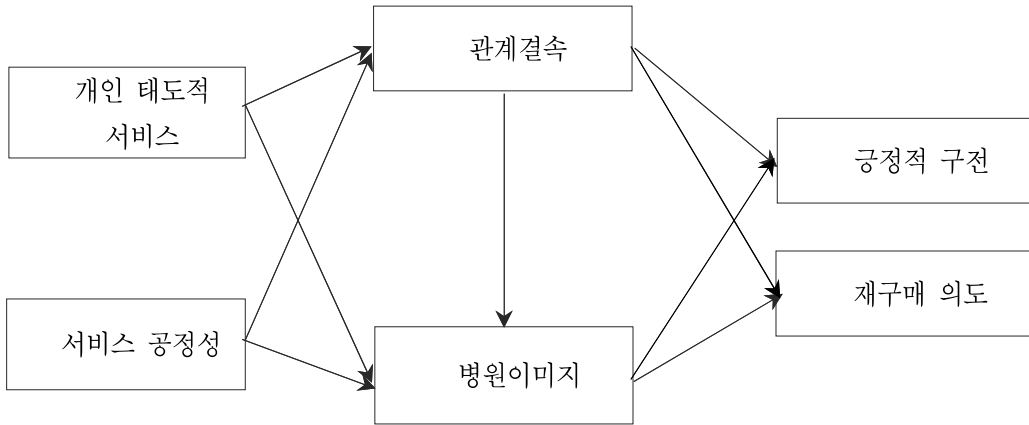 관계결속
개인 태도적
서비스
긍정적 구전
재구매 의도
서비스 공정성
병원이미지